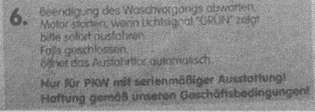 6. Beendigung des Waschvorgangs abwarten,
Motor starten, wenn Lichtsignal "GRÜN" zeigt
bitte sofort ausfahren.
Falls geschlossen,
öffnet das Ausfahrtor automatisch.
Nur für PKW mit serienmäßiger Ausstattung!
Haftung gemäß unseren Geschäftsbedingungen!